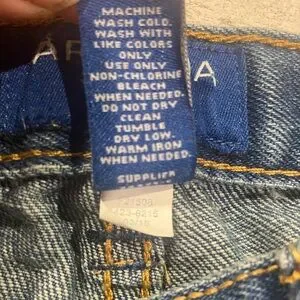 MACHINE
WASH COLD.
WASH WITH
LIKE COLORS
ONLY
USE ONLY
NON-CHLORINE
BLEACH
WHEN NEEDED.
DO NOT DRY
CLEAN
TUMBLE
DRY LOW.
WARM IRON
WHEN NEEDED.
SUPPLIER